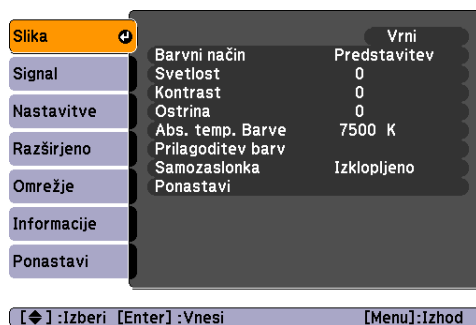 Slika
Signal
Nastavitve
Razširjeno
Omrežje
Informacije
Ponastavi
Vrni
Barvni način Predstavitev
Svetlost 0
Kontrast 0
Ostrina 0
Abs. temp. Barve 7500 K
Prilagoditev barv
Samozaslonka Izklopljeno
Ponastavi
[◆] :Izberi [Enter] :Vnesi [Menu]:Izhod